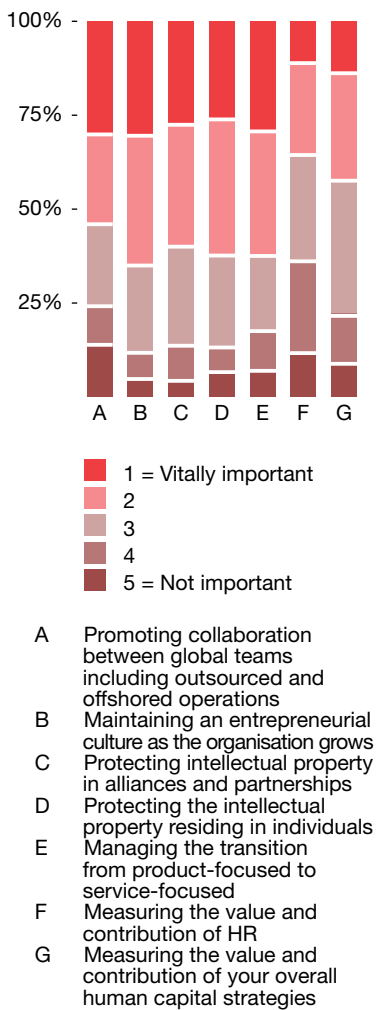 100% -
75% -
50% -
25% -
A B C D E F G
1 = Vitally important
2
3
4
5 = Not important
A Promoting collaboration
between global teams
including outsourced and
offshored operations
B Maintaining an entrepreneurial
culture as the organisation grows
C Protecting intellectual property
in alliances and partnerships
D Protecting the intellectual
property residing in individuals
E Managing the transition
from product-focused to
service-focused
F Measuring the value and
contribution of HR
G Measuring the value and
contribution of your overall
human capital strategies